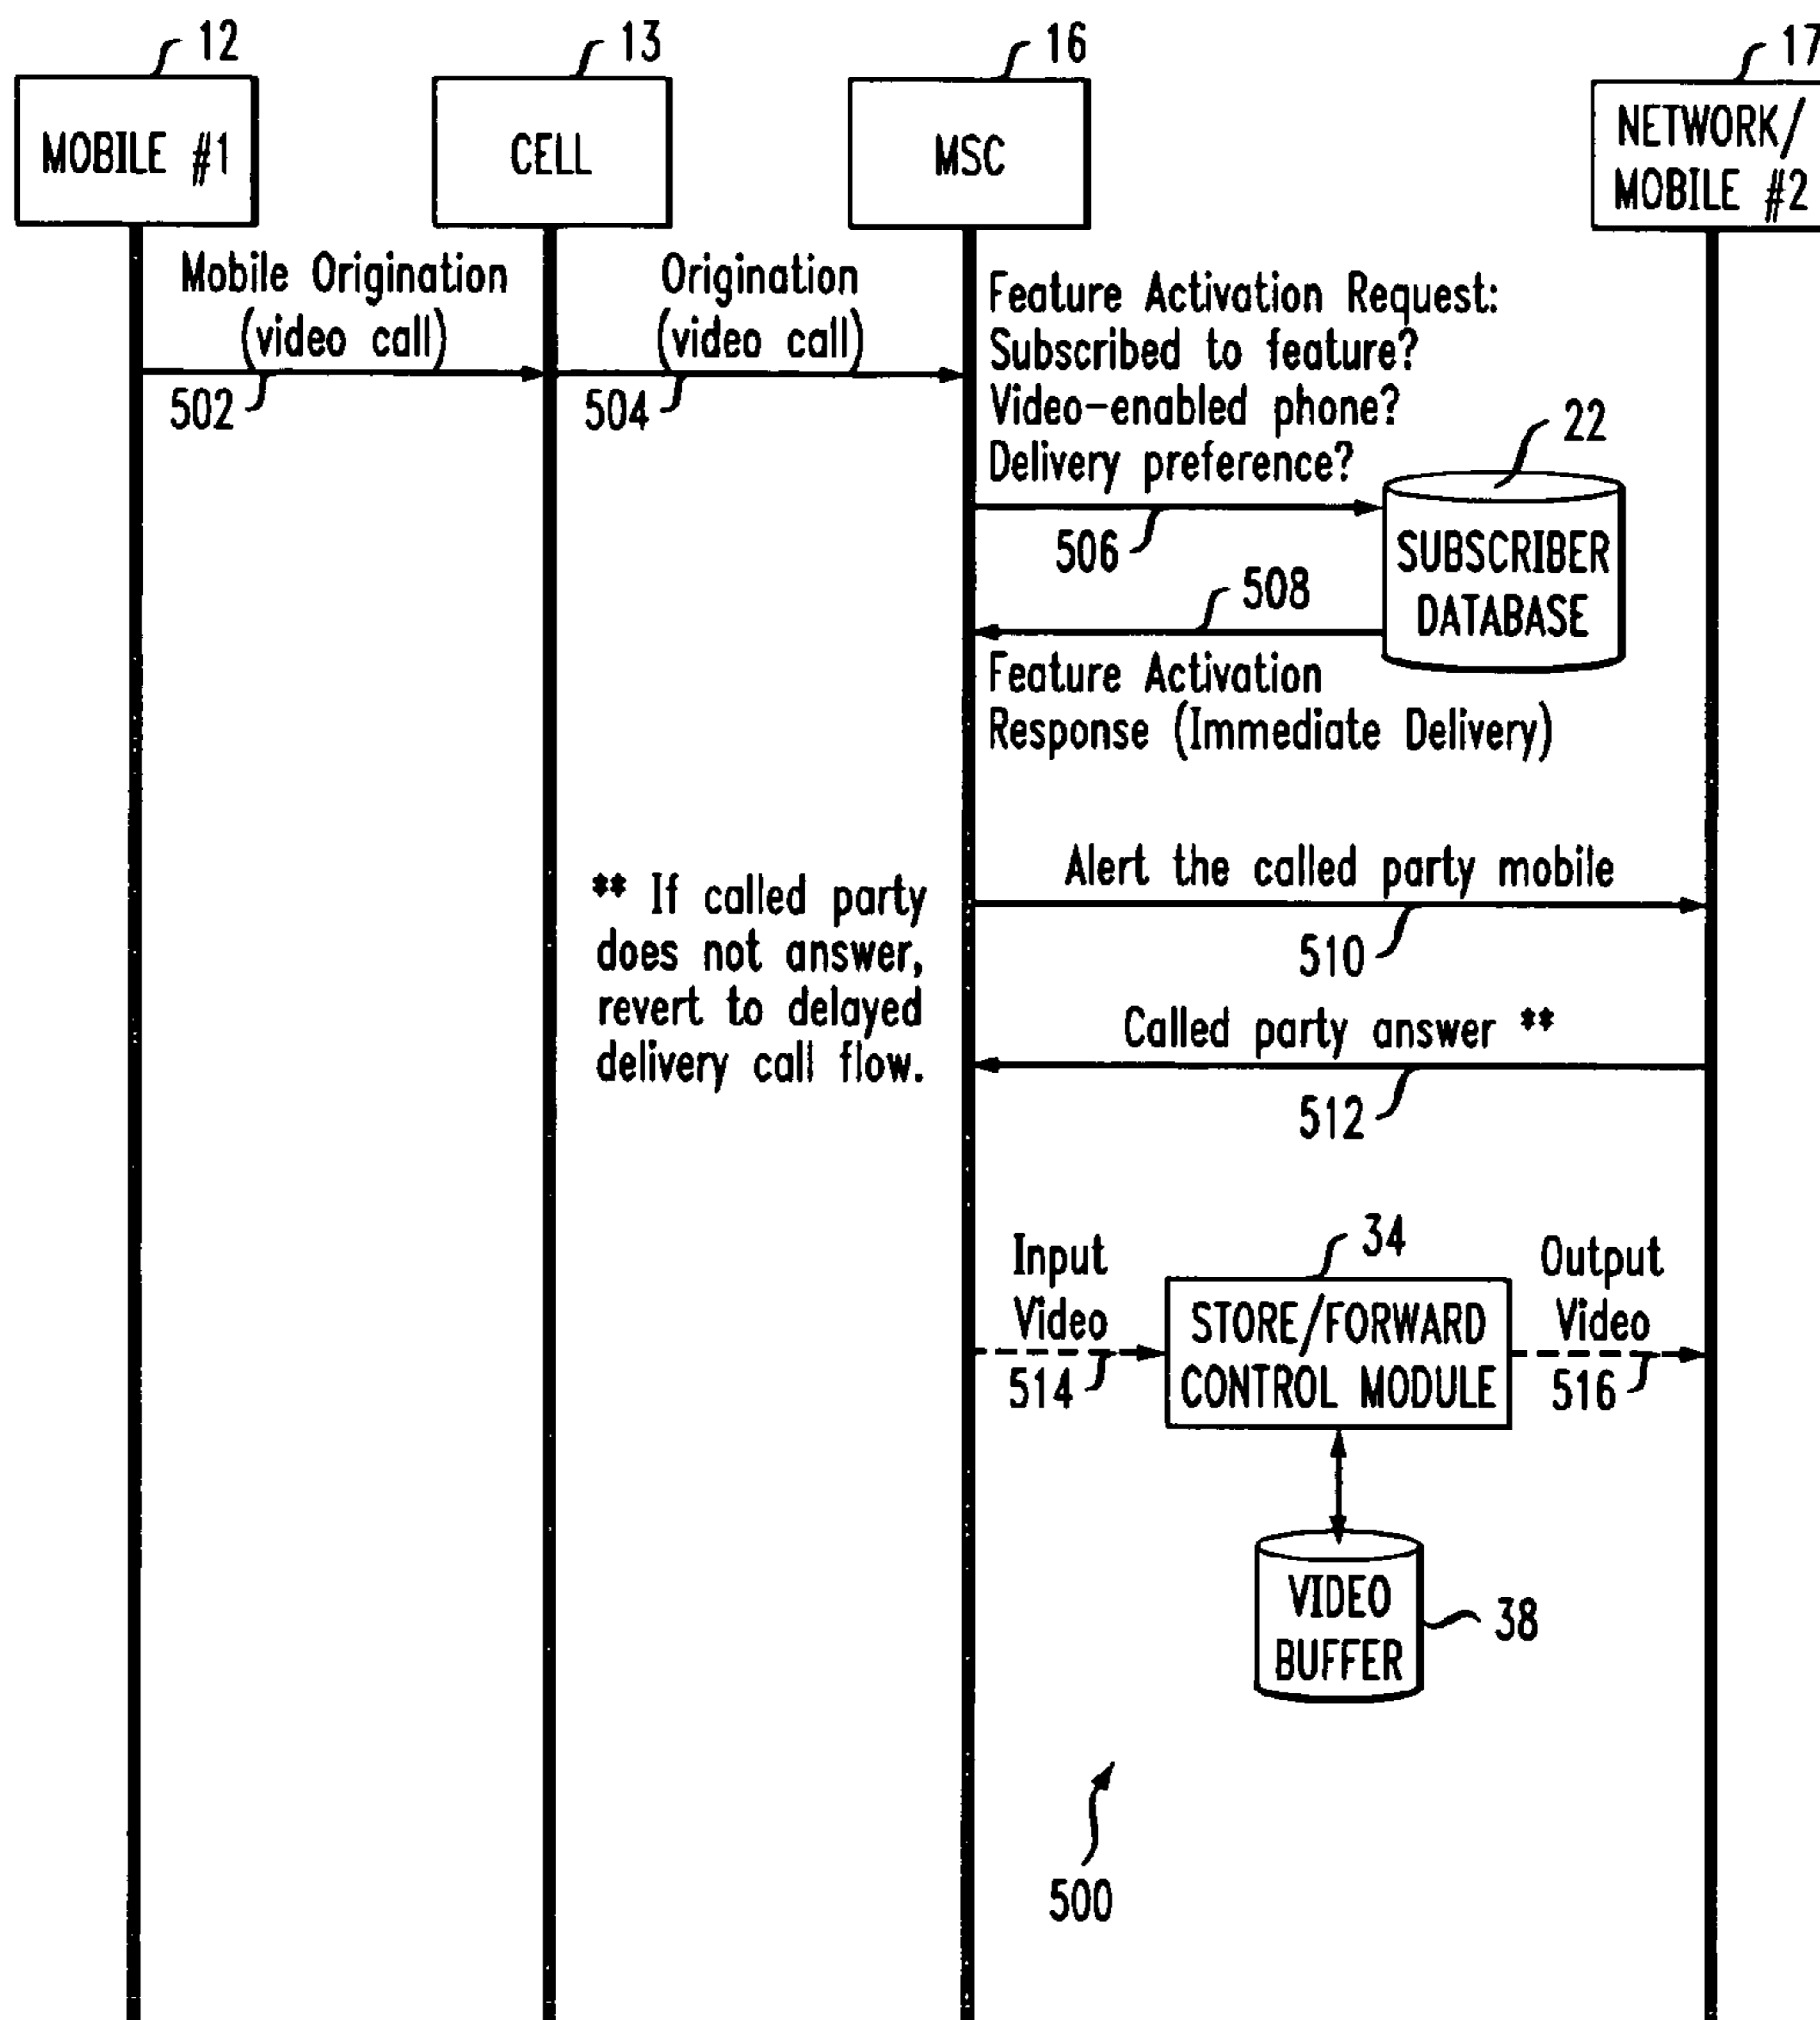 12
13
16
17
MOBILE #1
CELL
MSC
NETWORK/
MOBILE #2
Mobile Origination
(video call)
502
Origination
(video call)
504
Feature Activation Request:
Subscribed to feature?
Video-enabled phone?
Delivery preference?
22
506
SUBSCRIBER
DATABASE
508
Feature Activation
Response (Immediate Delivery)
Alert the called party mobile
510
** If called party
does not answer,
revert to delayed
delivery call flow.
Called party answer **
512
Input
Video
514
34
STORE/FORWARD
CONTROL MODULE
Output
Video
516
VIDEO
BUFFER
38
500